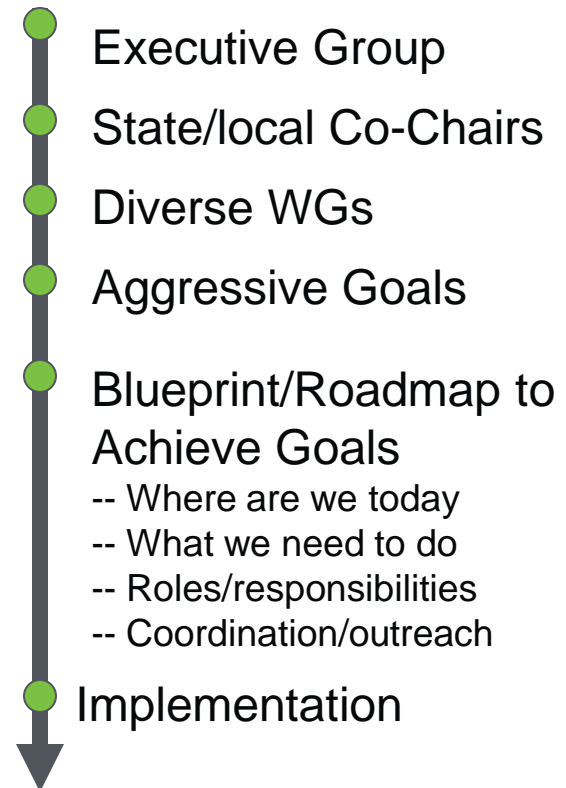 Executive Group
State/local Co-Chairs
Diverse WGs
Aggressive Goals
Blueprint/Roadmap to
Achieve Goals
-- Where are we today
-- What we need to do
-- Roles/responsibilities
-- Coordination/outreach
Implementation